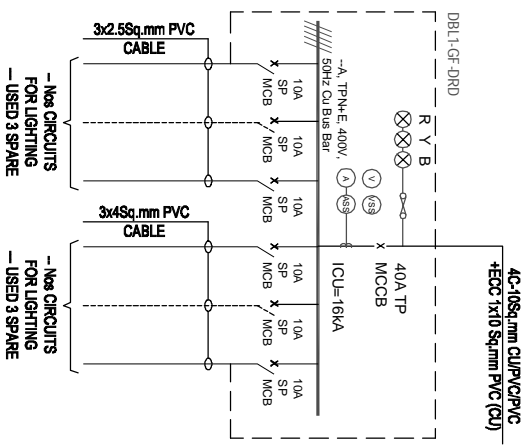 DBL1-GF-DRD
4C-10Sq.mm CU/PVC/PVC
+ECC 1x10 Sq.mm PVC (CU)
R Y B
40A TP
MCCB
ICU=16kA
V
VSS
A
ASS
--A, TPN+E, 400V,
50Hz Cu Bus Bar
10A
SP
MCB
10A
SP
MCB
10A
SP
MCB
10A
SP
MCB
10A
SP
MCB
10A
SP
MCB
3x2.5Sq.mm PVC
CABLE
3x4Sq.mm PVC
CABLE
– Nos CIRCUITS
FOR LIGHTING
— USED 3 SPARE
– Nos CIRCUITS
FOR LIGHTING
— USED 3 SPARE